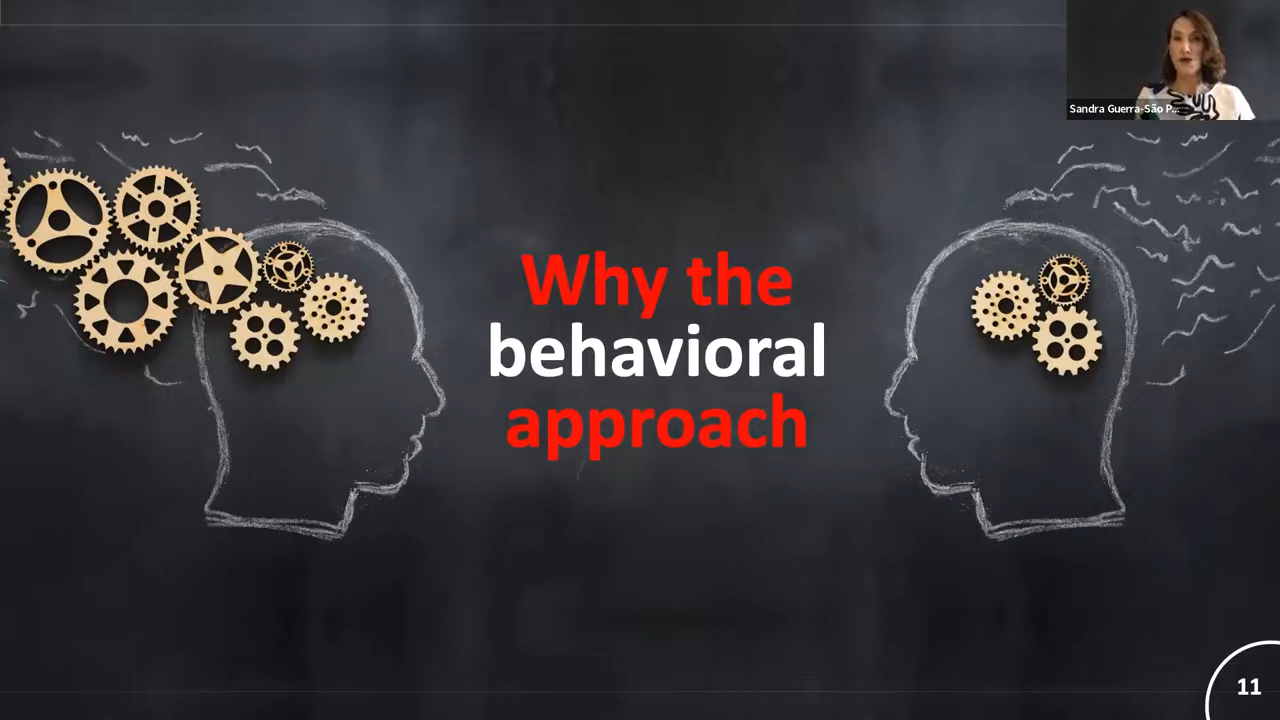 Sandra Guerra-São P...
Why the
behavioral
approach
11